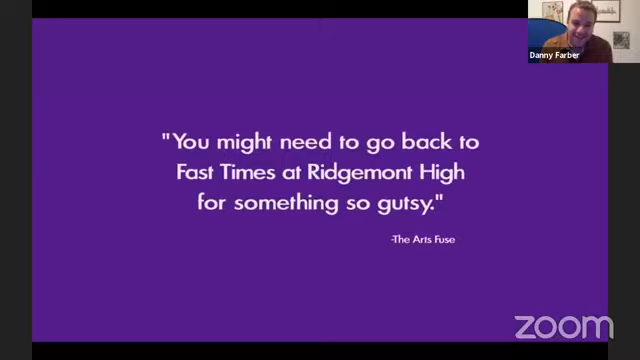 Danny Farber
"You might need to go back to
Fast Times at Ridgemont High
for something so gutsy."
-The Arts Fuse
zoom